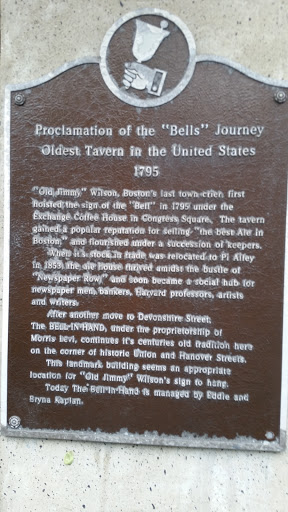 Proclamation of the "Bells" Journey
Oldest Tavern in the United States
1795
"Old Jimmy" Wilson, Boston's last town crier, first
hoisted the sign of the "Bell" in 1795 under the
Exchange Coffee House in Congress Square. The tavern
gained a popular reputation for selling "the best Ale in
Boston," and flourished under a succession of keepers.
When it's stock in trade was relocated to Pi Alley
in 1853, the ale house thrived amidst the bustle of
"Newspaper Row," and soon became a social hub for
newspaper men, bankers, Harvard professors, artists
and writers.
After another move to Devonshire Street,
The BELL-IN-HAND, under the proprietorship of
Morris Levi, continues it's centuries old tradition here
on the corner of historic Union and Hanover Streets.
This landmark building seems an appropriate
location for "Old Jimmy" Wilson's sign to hang.
Today The Bell-in-Hand is managed by Eddie and
Bryna Kaplan.